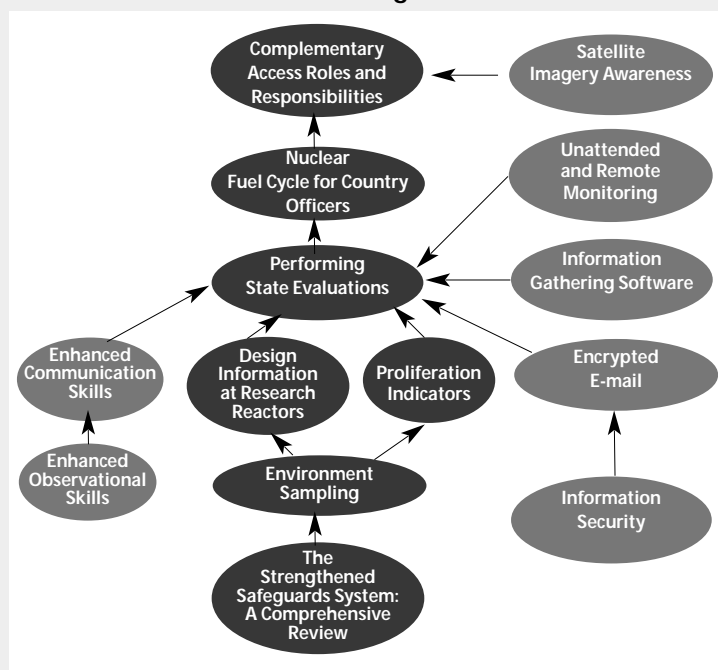 Complementary
Access Roles and
Responsibilities
Satellite
Imagery Awareness
Nuclear
Fuel Cycle for Country
Officers
Unattended
and Remote
Monitoring
Performing
State Evaluations
Information
Gathering Software
Enhanced
Communication
Skills
Design
Information
at Research
Reactors
Proliferation
Indicators
Encrypted
E-mail
Enhanced
Observational
Skills
Environment
Sampling
Information
Security
The
Strengthened
Safeguards System:
A Comprehensive
Review